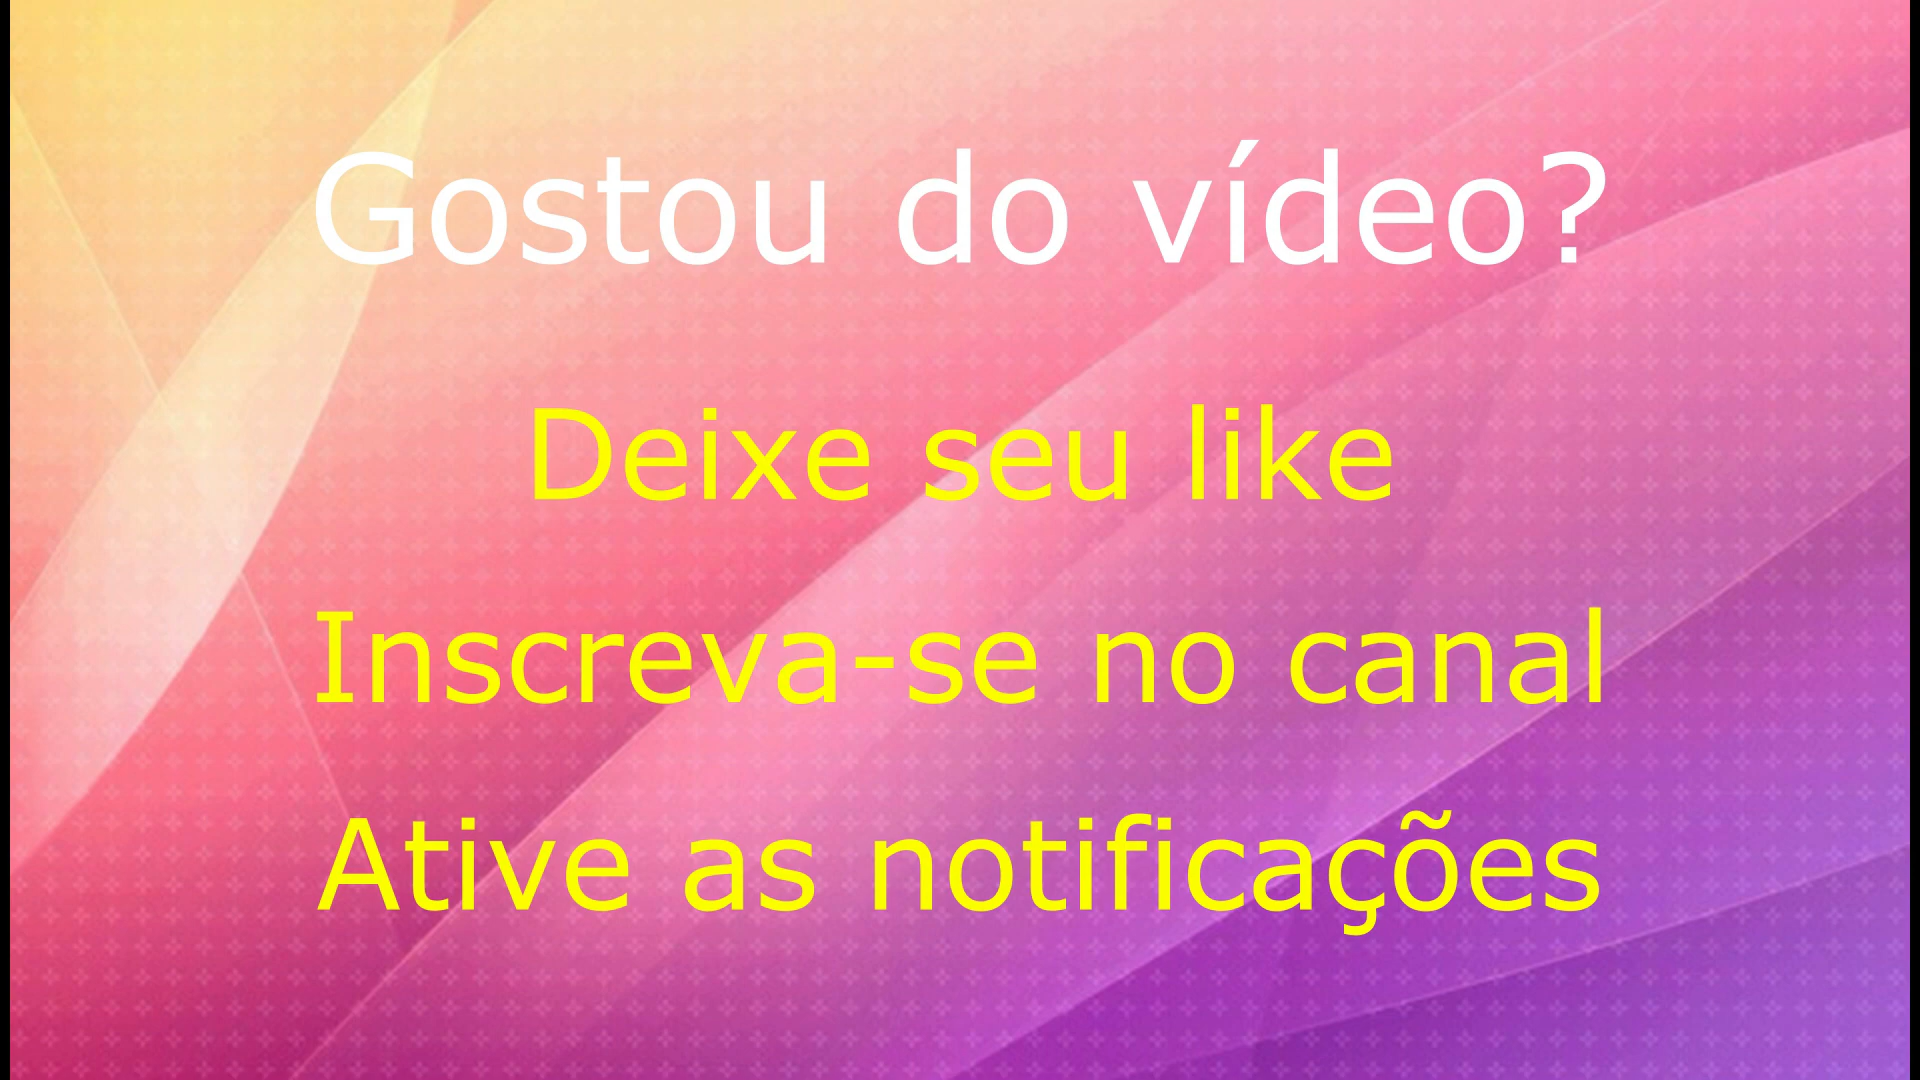 Gostou do vídeo?
Deixe seu like
Inscreva-se no canal
Ative as notificações